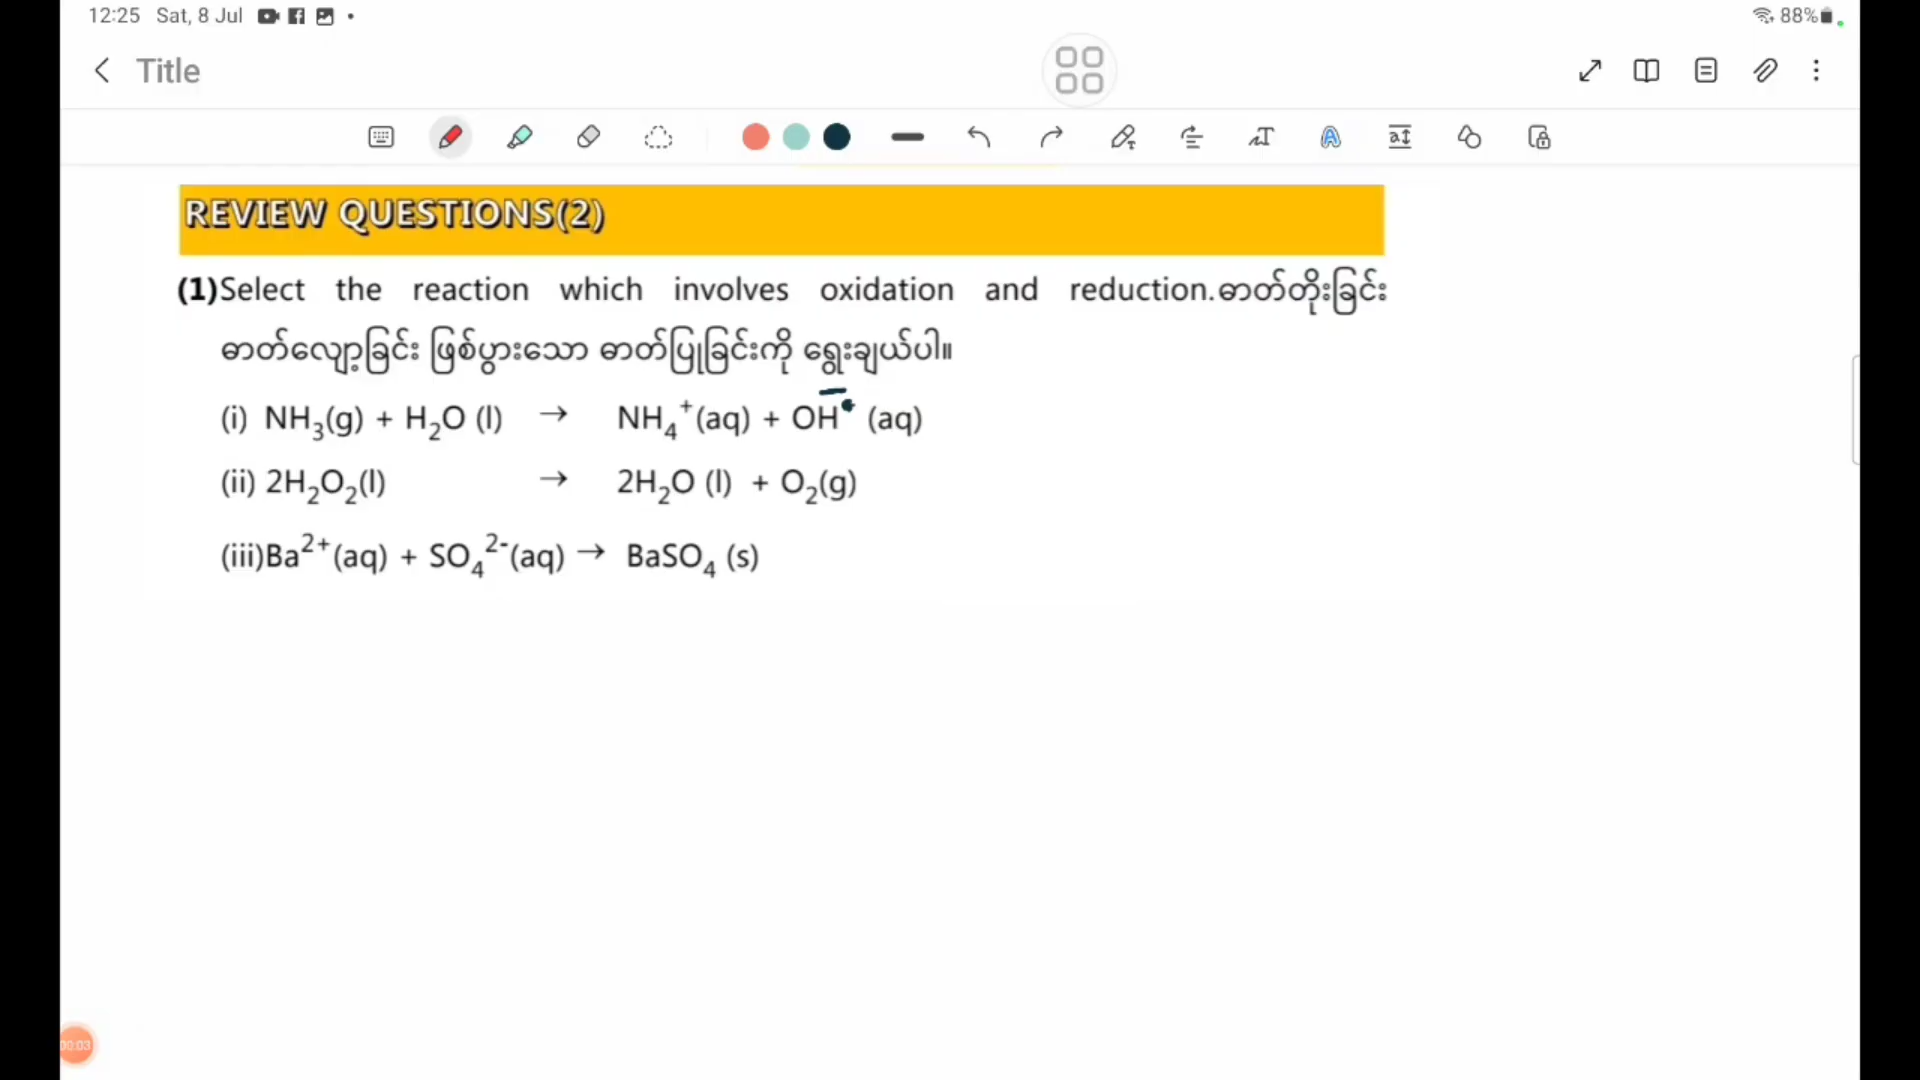 12:25 Sat, 8 Jul 88%
Title
REVIEW QUESTIONS(2)
(1)Select the reaction which involves oxidation and reduction.ဓာတ်တိုးခြင်း
ဓာတ်လျော့ခြင်း ဖြစ်ပွားသော ဓာတ်ပြုခြင်းကို ရွေးချယ်ပါ။
(i) NH₃(g) + H₂O (l) → NH₄⁺(aq) + OH⁻ (aq)
(ii) 2H₂O₂(l) → 2H₂O (l) + O₂(g)
(iii)Ba²⁺(aq) + SO₄²⁻(aq) → BaSO₄ (s)
00:03